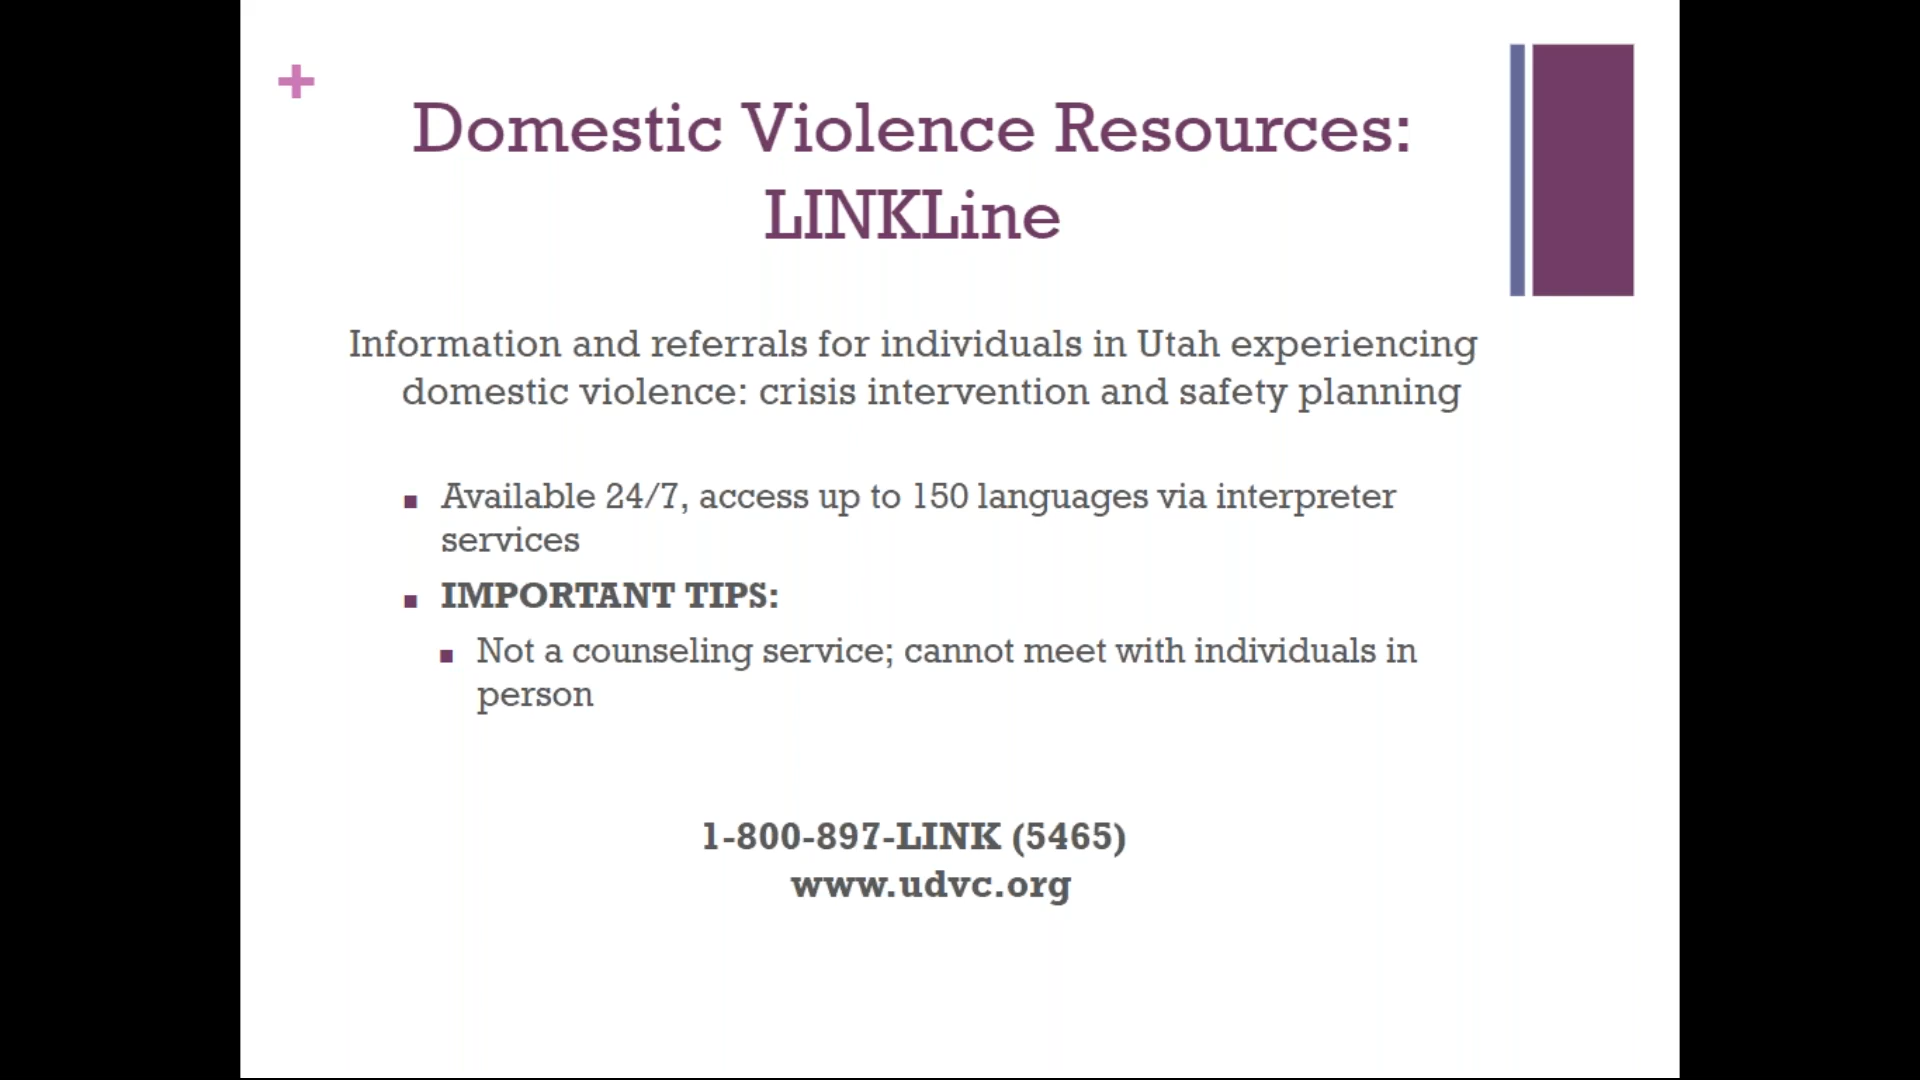 Domestic Violence Resources:
LINKLine
Information and referrals for individuals in Utah experiencing
domestic violence: crisis intervention and safety planning
Available 24/7, access up to 150 languages via interpreter
services
IMPORTANT TIPS:
Not a counseling service; cannot meet with individuals in
person
1-800-897-LINK (5465)
www.udvc.org